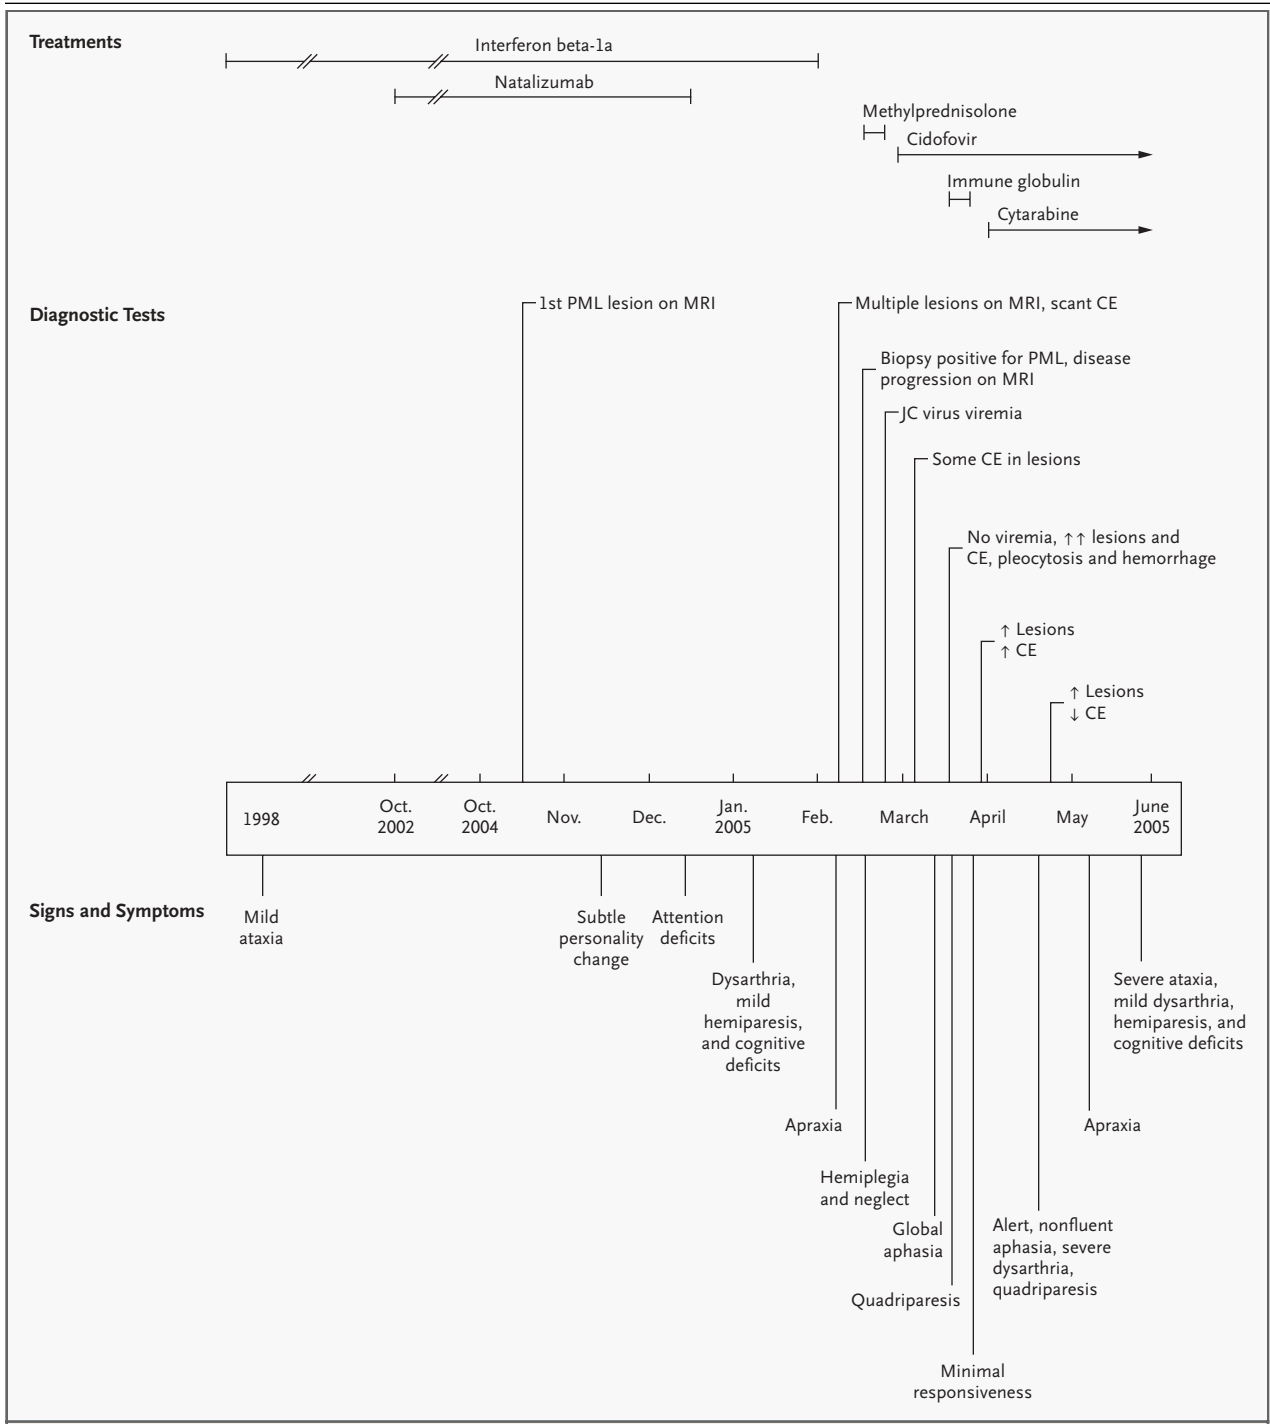 Treatments
Interferon beta-1a
Natalizumab
Methylprednisolone
Cidofovir
Immune globulin
Cytarabine
Diagnostic Tests
1st PML lesion on MRI
Multiple lesions on MRI, scant CE
Biopsy positive for PML, disease
progression on MRI
JC virus viremia
Some CE in lesions
No viremia, ↑↑ lesions and
CE, pleocytosis and hemorrhage
↑ Lesions
↑ CE
↑ Lesions
↓ CE
1998
Oct.
2002
Oct.
2004
Nov.
Dec.
Jan.
2005
Feb.
March
April
May
June
2005
Signs and Symptoms
Mild
ataxia
Subtle
personality
change
Attention
deficits
Dysarthria,
mild
hemiparesis,
and cognitive
deficits
Apraxia
Hemiplegia
and neglect
Global
aphasia
Quadriparesis
Minimal
responsiveness
Alert, nonfluent
aphasia, severe
dysarthria,
quadriparesis
Apraxia
Severe ataxia,
mild dysarthria,
hemiparesis, and
cognitive deficits